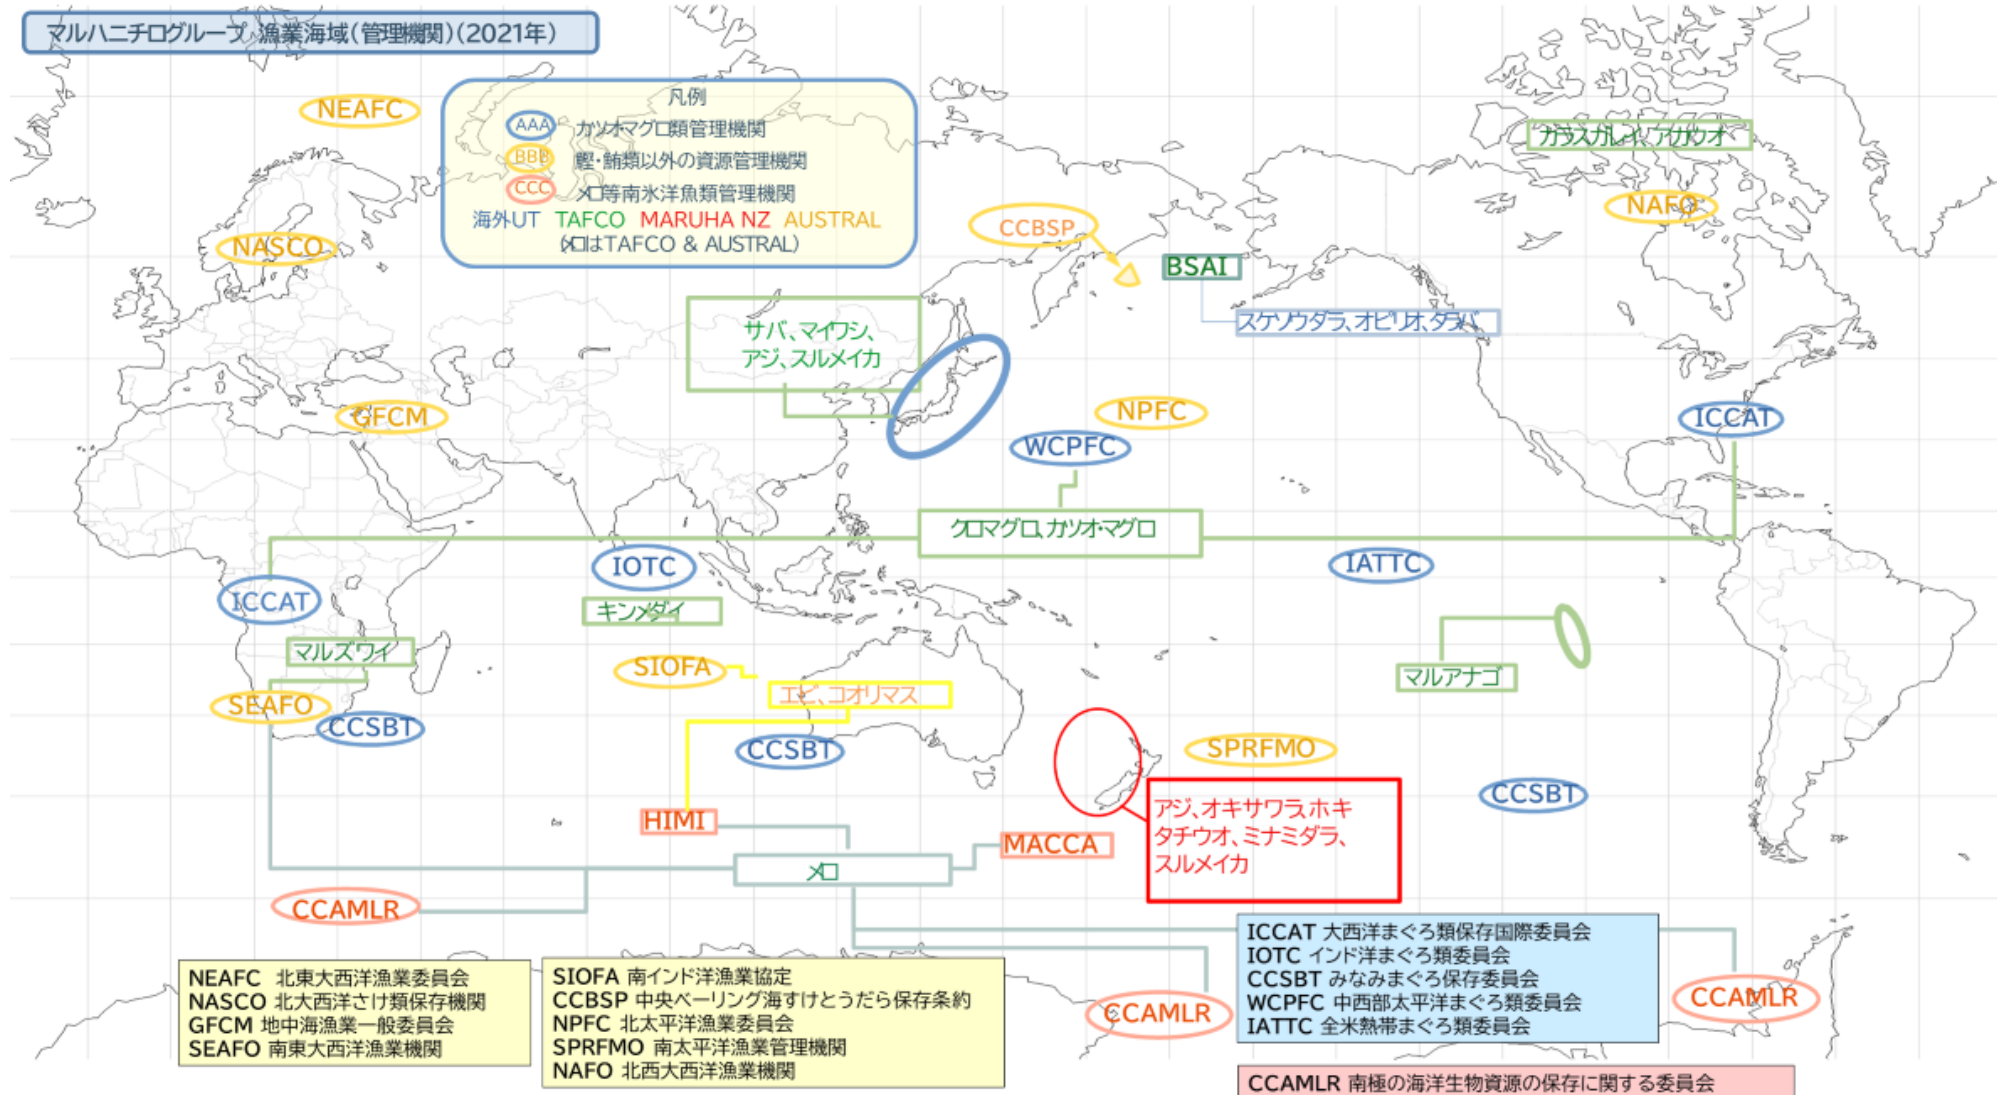 マルハニチログループ 漁業海域（管理機関）（2021年）
凡例
AAA カツオ・マグロ類管理機関
BBB 鰹・鮪類以外の資源管理機関
CCC メロ等南氷洋魚類管理機関
海外UT TAFCO MARUHA NZ AUSTRAL
（メロはTAFCO & AUSTRAL）
NEAFC
カラスガレイ、アカウオ
NAFO
NASCO
CCBSP
BSAI
スケソウダラ、オピリオ、タラバ
サバ、マイワシ、
アジ、スルメイカ
GFCM
NPFC
ICCAT
WCPFC
クロマグロ、カツオ・マグロ
IOTC
IATTC
ICCAT
キンメダイ
マルズワイ
SIOFA
マルアナゴ
エビ、コオリマス
SEAFO
CCSBT
CCSBT
SPRFMO
CCSBT
HIMI
MACCA
アジ、オキサワラ、ホキ
タチウオ、ミナミダラ、
スルメイカ
メロ
CCAMLR
CCAMLR
CCAMLR
NEAFC 北東大西洋漁業委員会
NASCO 北大西洋さけ類保存機関
GFCM 地中海漁業一般委員会
SEAFO 南東大西洋漁業機関
SIOFA 南インド洋漁業協定
CCBSP 中央ベーリング海すけとうだら保存条約
NPFC 北太平洋漁業委員会
SPRFMO 南太平洋漁業管理機関
NAFO 北西大西洋漁業機関
ICCAT 大西洋まぐろ類保存国際委員会
IOTC インド洋まぐろ類委員会
CCSBT みなみまぐろ保存委員会
WCPFC 中西部太平洋まぐろ類委員会
IATTC 全米熱帯まぐろ類委員会
CCAMLR 南極の海洋生物資源の保存に関する委員会